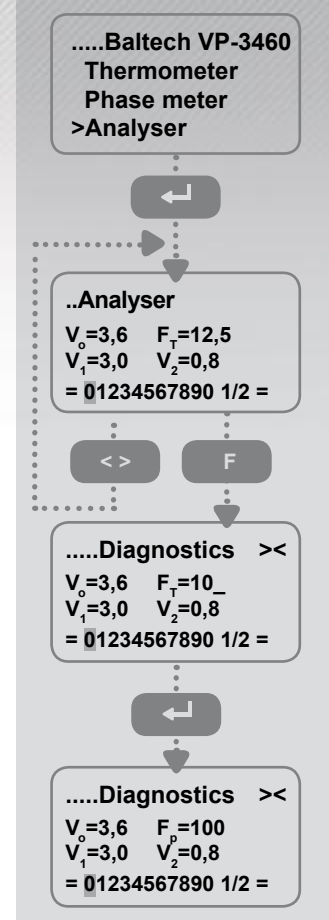 .....Baltech VP-3460
Thermometer
Phase meter
>Analyser
..Analyser
Vo=3,6 FT=12,5
V1=3,0 V2=0,8
= 01234567890 1/2 =
< > F
.....Diagnostics ><
Vo=3,6 FT=10_
V1=3,0 V2=0,8
= 01234567890 1/2 =
.....Diagnostics ><
Vo=3,6 Fp=100
V1=3,0 V2=0,8
= 01234567890 1/2 =